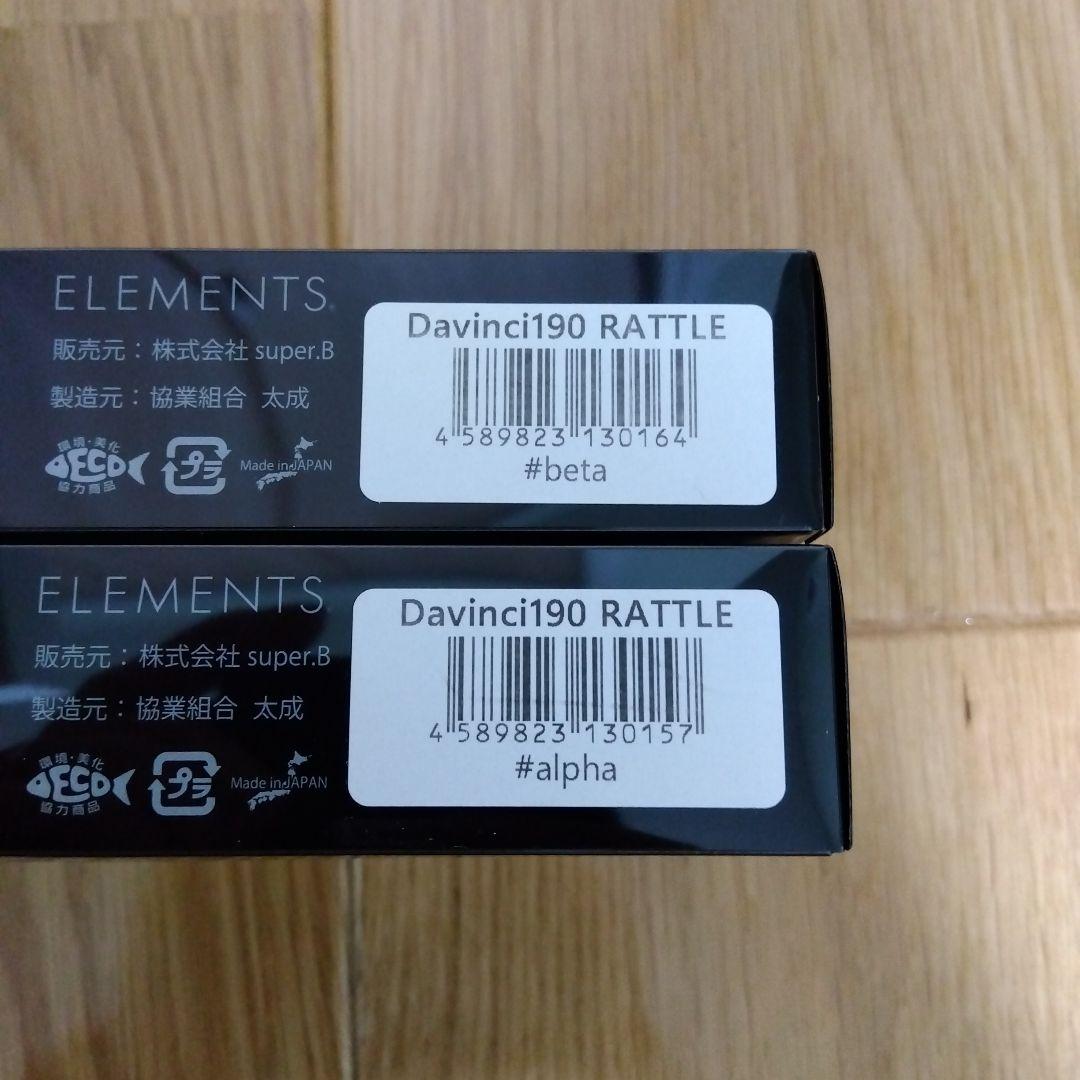 ELEMENTS
販売元：株式会社 super.B
製造元：協業組合 太成
環境・美化
ECO
協力商品
プラ
Made in JAPAN
Davinci190 RATTLE
4 589823 130164
#beta
ELEMENTS
販売元：株式会社 super.B
製造元：協業組合 太成
環境・美化
ECO
協力商品
プラ
Made in JAPAN
Davinci190 RATTLE
4 589823 130157
#alpha